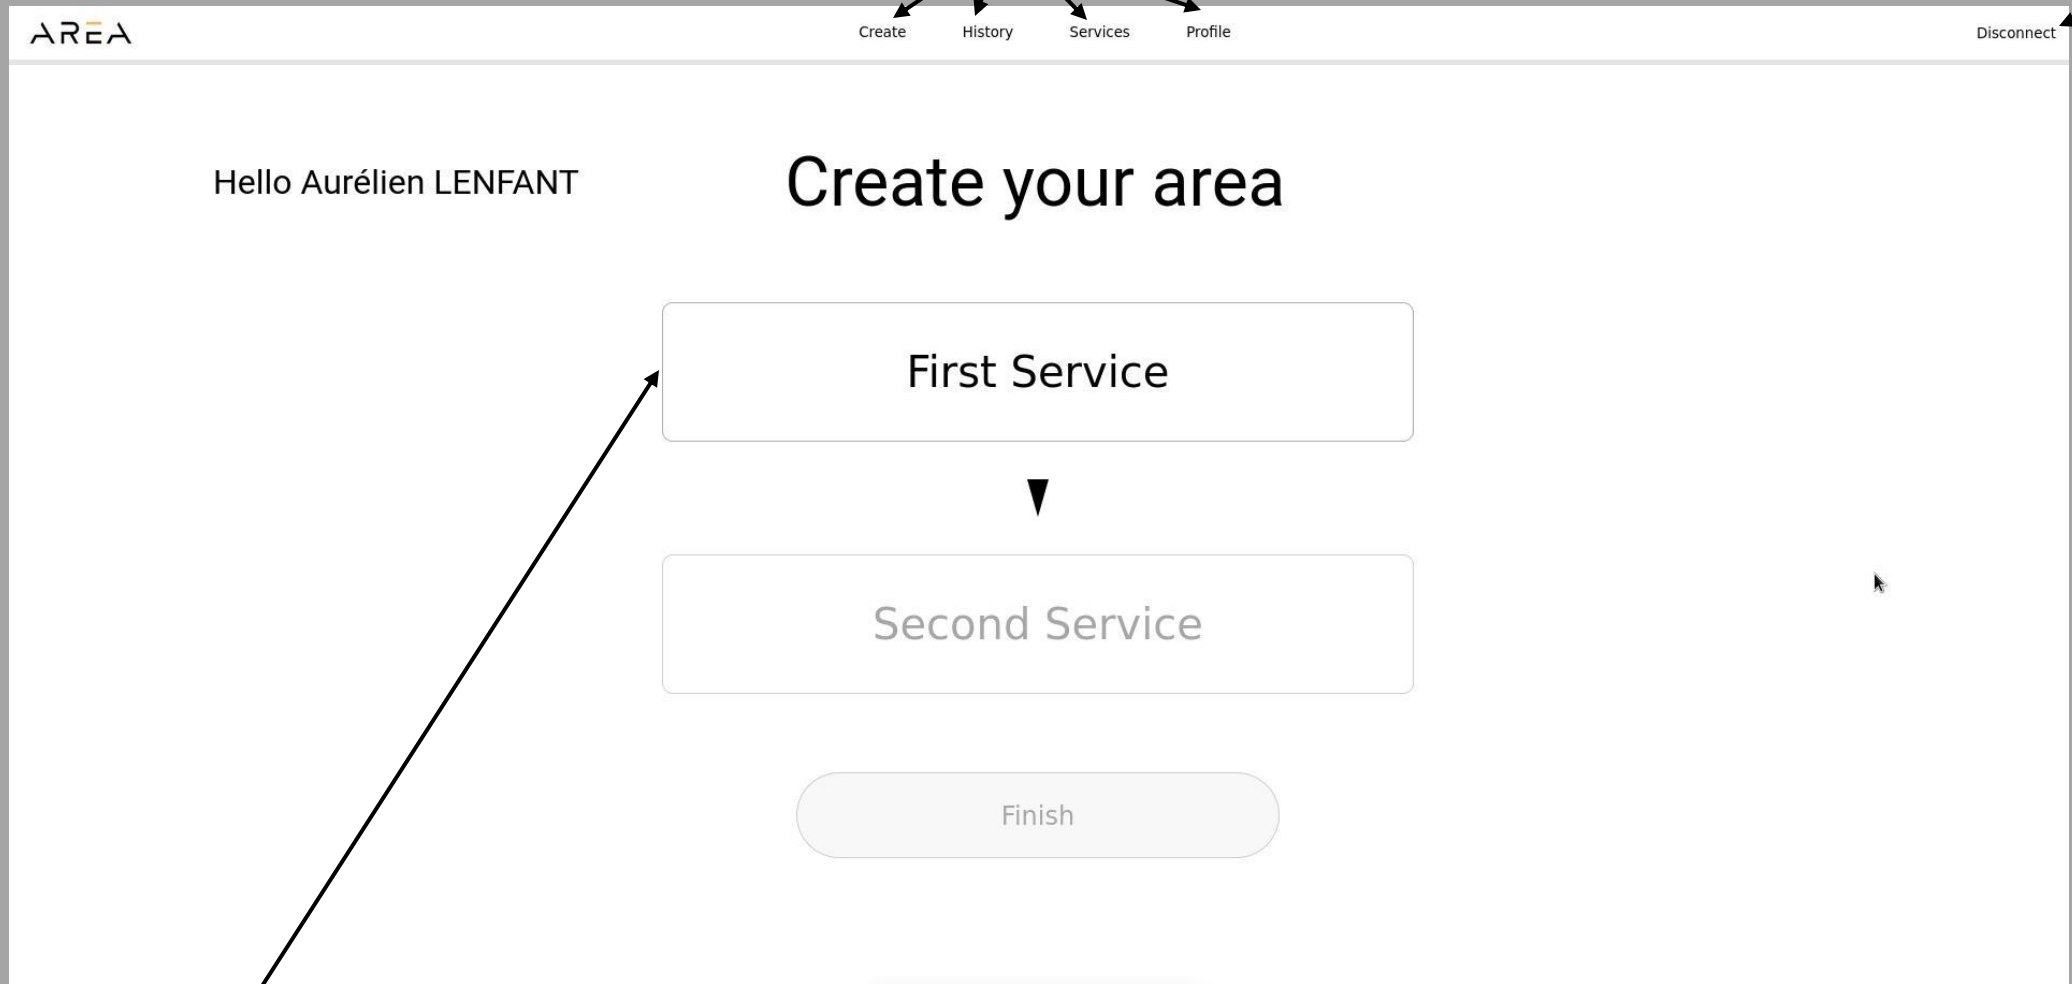 AREA
Create
History
Services
Profile
Disconnect
Hello Aurélien LENFANT
Create your area
First Service
Second Service
Finish